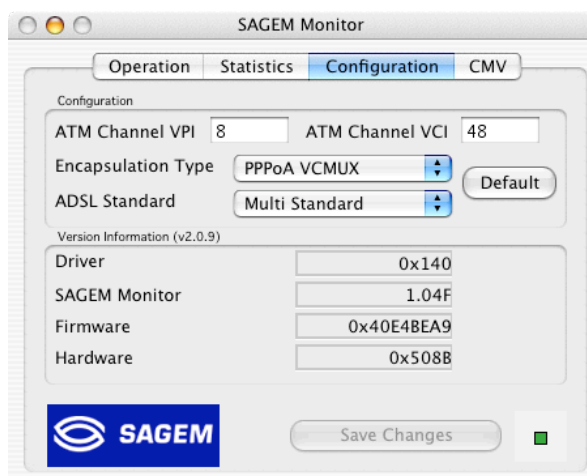 SAGEM Monitor
Operation Statistics Configuration CMV
Configuration
ATM Channel VPI 8 ATM Channel VCI 48
Encapsulation Type PPPoA VCMUX
Default
ADSL Standard Multi Standard
Version Information (v2.0.9)
Driver 0x140
SAGEM Monitor 1.04F
Firmware 0x40E4BEA9
Hardware 0x508B
SAGEM Save Changes